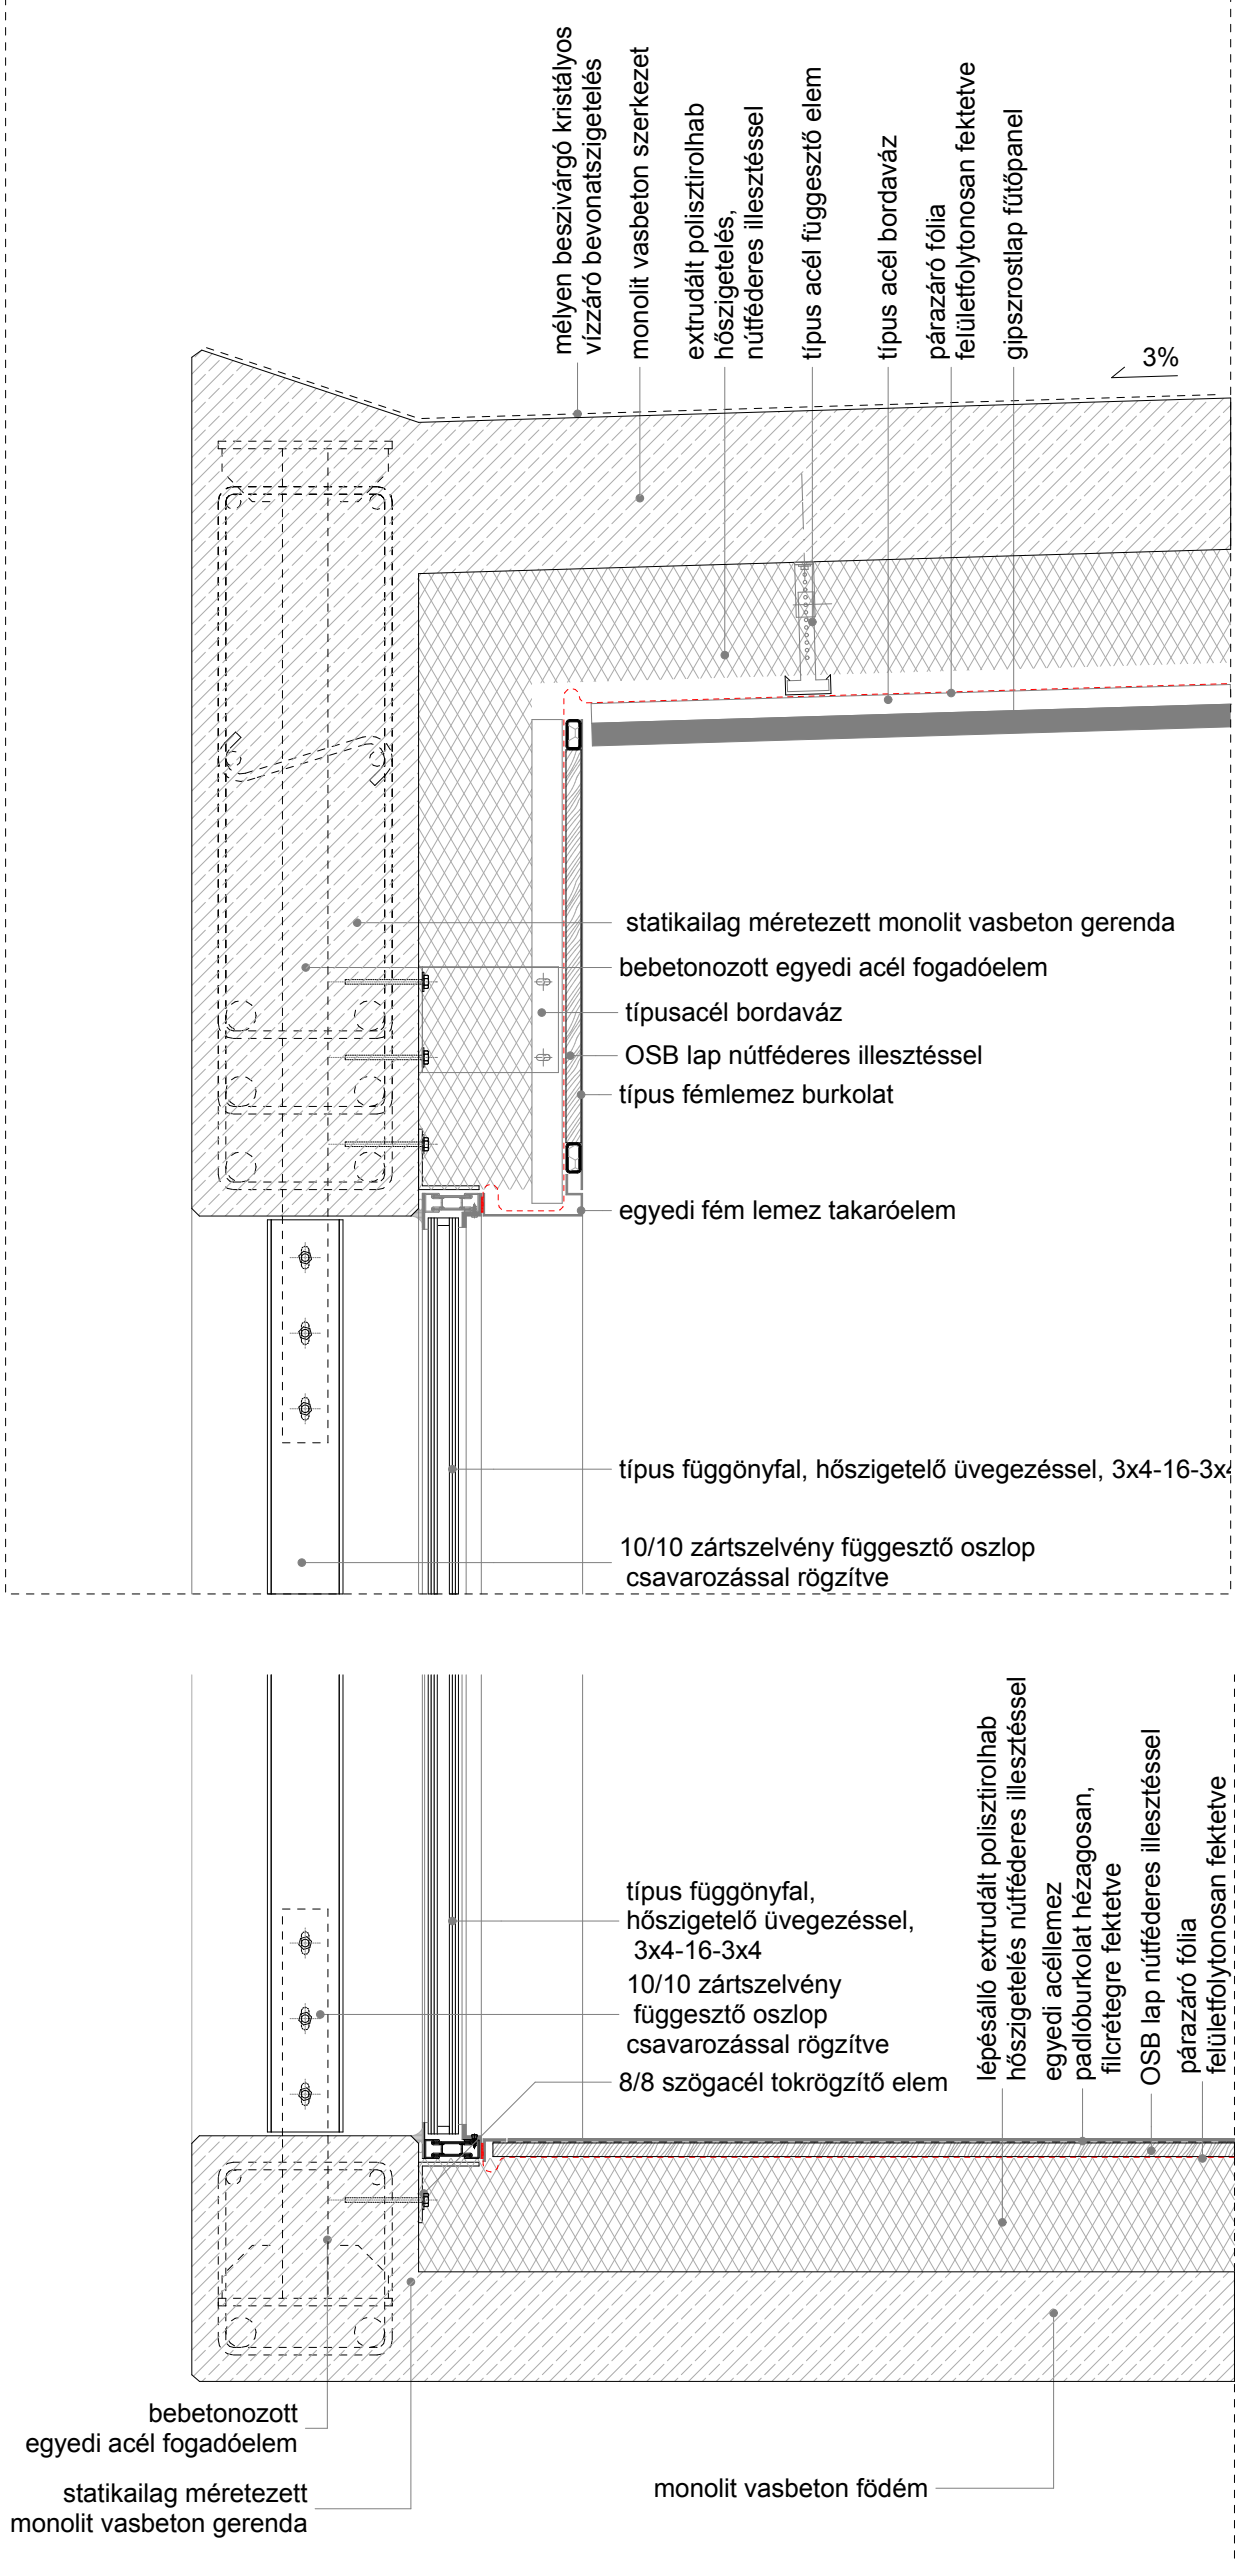 mélyen beszivárgó kristályos
vízzáró bevonatszigetelés
monolit vasbeton szerkezet
extrudált polisztirolhab
hőszigetelés,
nútféderes illesztéssel
típus acél függesztő elem
típus acél bordaváz
párazáró fólia
felületfolytonosan fektetve
gipszrostlap fűtőpanel
3%
statikailag méretezett monolit vasbeton gerenda
bebetonozott egyedi acél fogadóelem
típusacél bordaváz
OSB lap nútféderes illesztéssel
típus fémlemez burkolat
egyedi fém lemez takaróelem
típus függönyfal, hőszigetelő üvegezéssel, 3x4-16-3x4
10/10 zártszelvény függesztő oszlop
csavarozással rögzítve
lépésálló extrudált polisztirolhab
hőszigetelés nútféderes illesztéssel
egyedi acéllemez
padlóburkolat hézagosan,
filcrétegre fektetve
OSB lap nútféderes illesztéssel
párazáró fólia
felületfolytonosan fektetve
típus függönyfal,
hőszigetelő üvegezéssel,
3x4-16-3x4
10/10 zártszelvény
függesztő oszlop
csavarozással rögzítve
8/8 szögacél tokrögzítő elem
bebetonozott
egyedi acél fogadóelem
statikailag méretezett
monolit vasbeton gerenda
monolit vasbeton födém